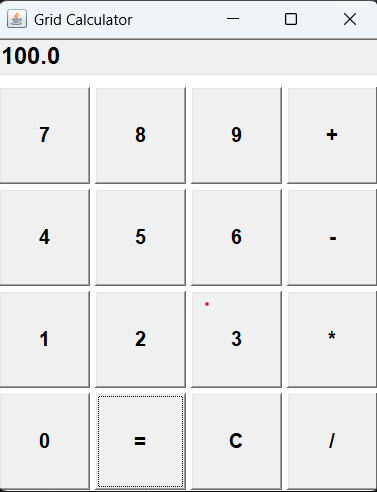 Grid Calculator
100.0
7 8 9 +
4 5 6 -
1 2 3 *
0 = C /